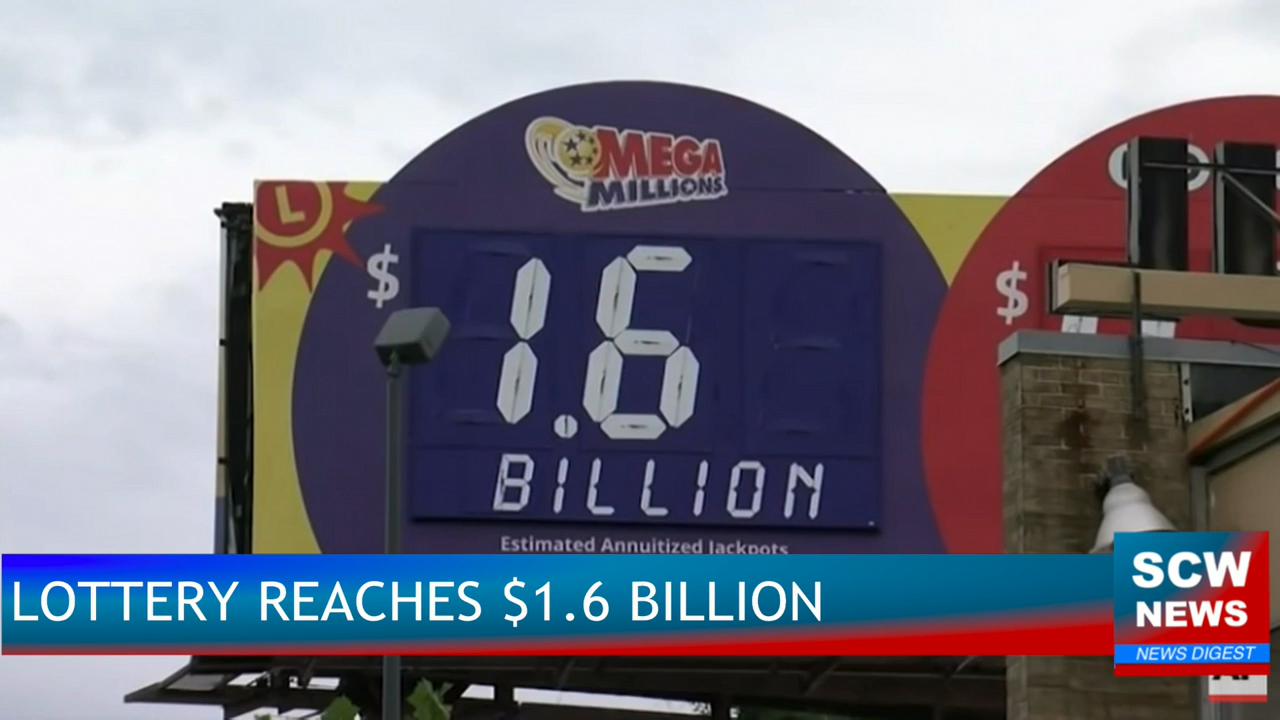 MEGA
MILLIONS
L
$
1.6
BILLION
Estimated Annuitized Jackpots
$
LOTTERY REACHES $1.6 BILLION
SCW
NEWS
NEWS DIGEST